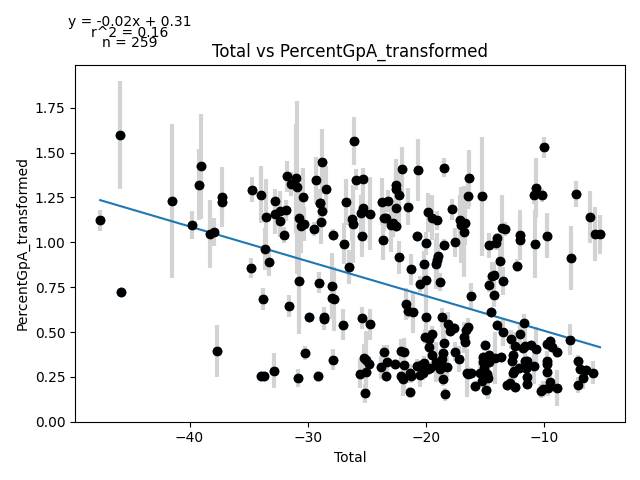 y = -0.02x + 0.31
r^2 = 0.16
n = 259
Total vs PercentGpA_transformed
PercentGpA_transformed
1.75
1.50
1.25
1.00
0.75
0.50
0.25
0.00
−40
−30
−20
−10
Total